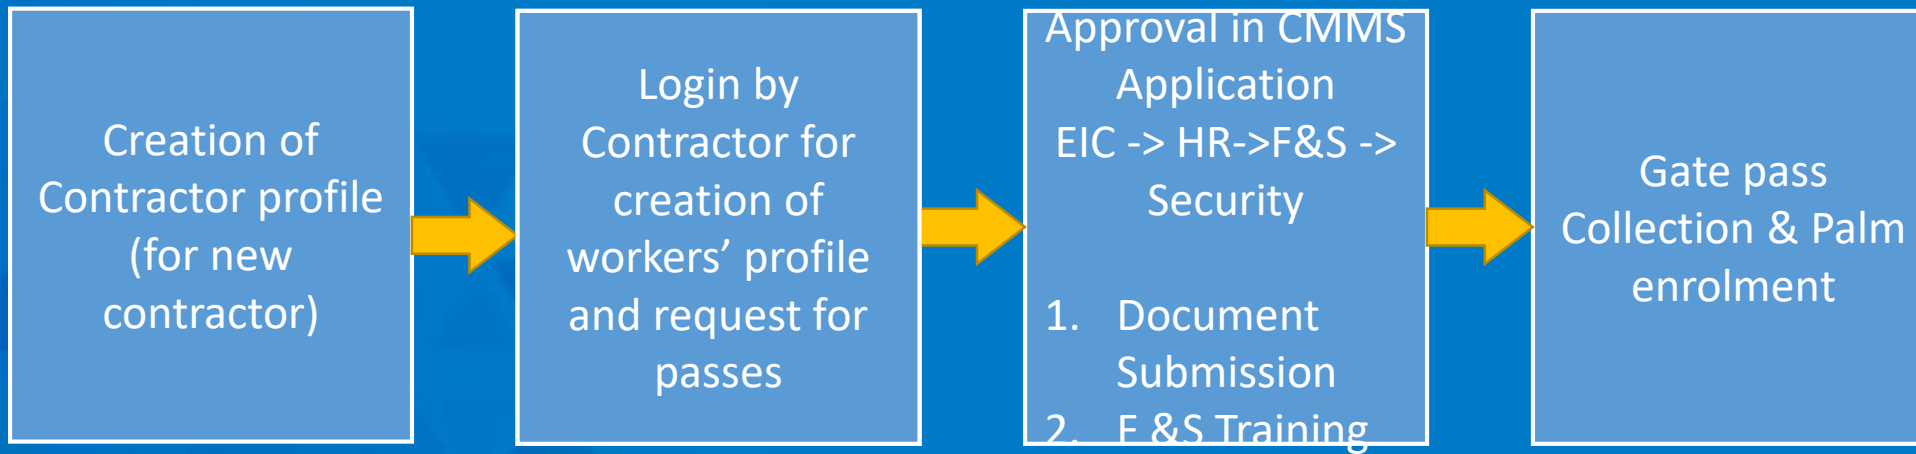 Creation of
Contractor profile
(for new
contractor)
Login by
Contractor for
creation of
workers’ profile
and request for
passes
Approval in CMMS
Application
EIC -> HR->F&S ->
Security
1. Document
Submission
2. F &S Training
Gate pass
Collection & Palm
enrolment